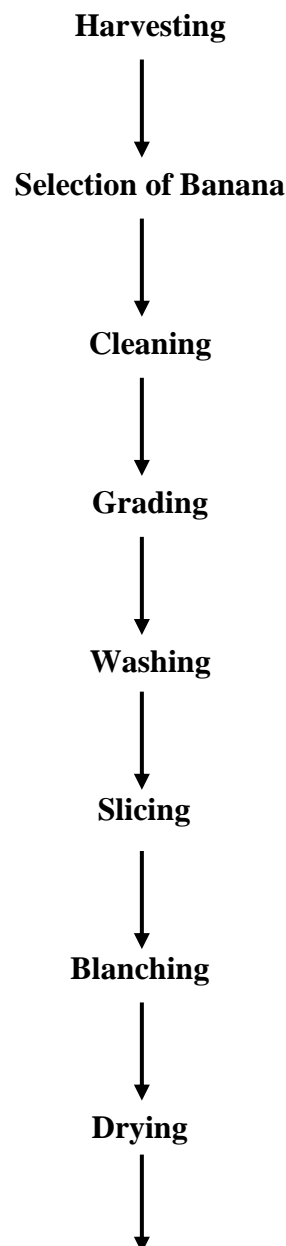 Harvesting
Selection of Banana
Cleaning
Grading
Washing
Slicing
Blanching
Drying